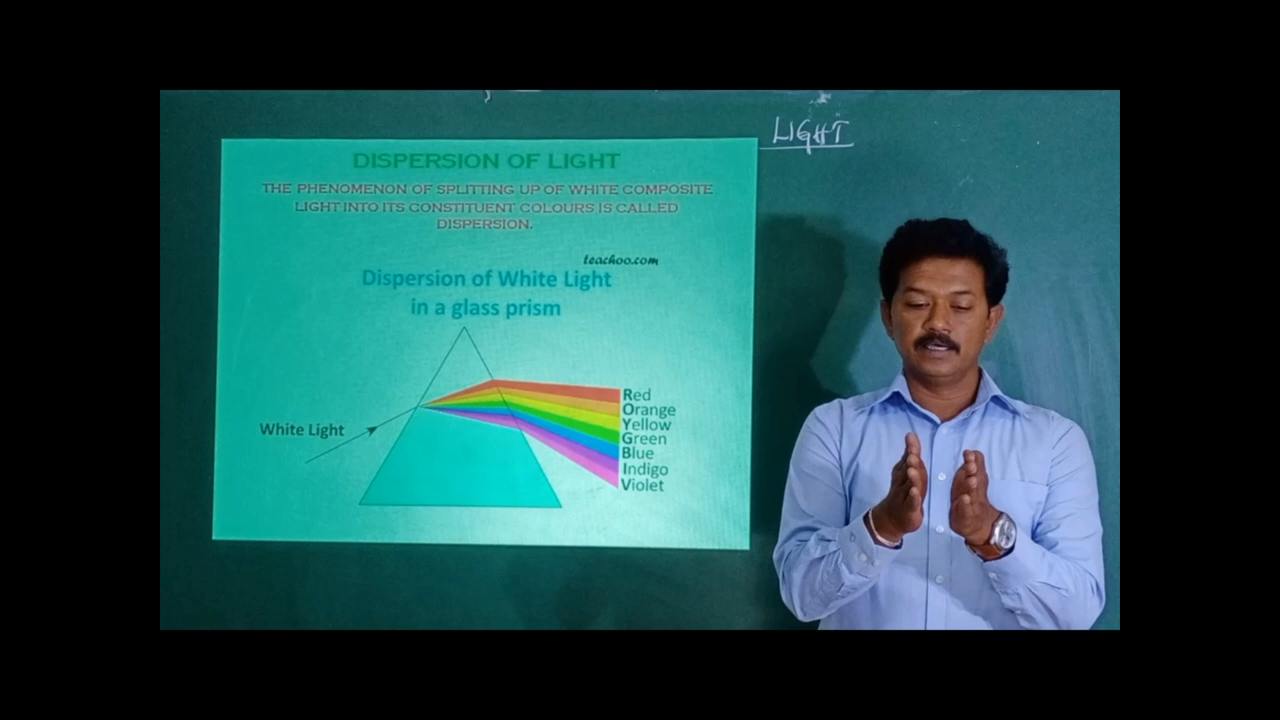 LIGHT
DISPERSION OF LIGHT
THE PHENOMENON OF SPLITTING UP OF WHITE COMPOSITE
LIGHT INTO ITS CONSTITUENT COLOURS IS CALLED
DISPERSION.
teachoo.com
Dispersion of White Light
in a glass prism
White Light
Red
Orange
Yellow
Green
Blue
Indigo
Violet